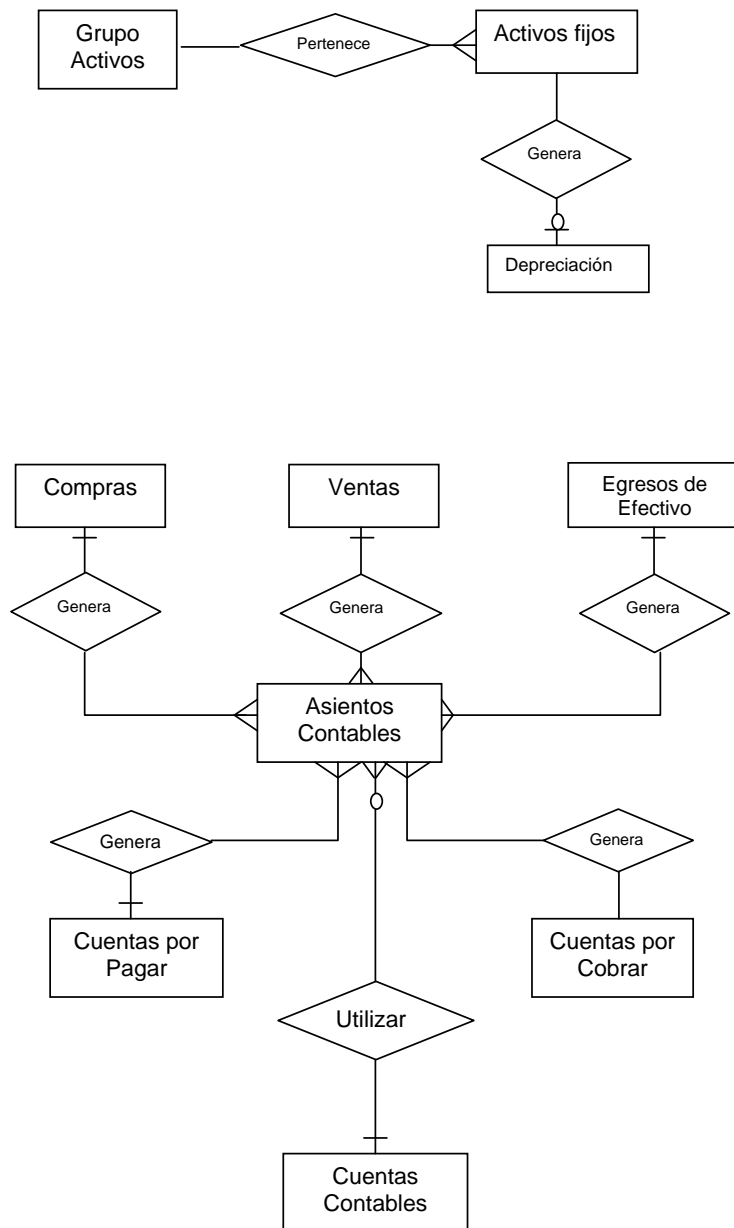 Grupo
Activos
Pertenece
Activos fijos
Genera
Depreciación
Compras
Ventas
Egresos de
Efectivo
Genera
Genera
Genera
Asientos
Contables
Genera
Genera
Cuentas por
Pagar
Cuentas por
Cobrar
Utilizar
Cuentas
Contables